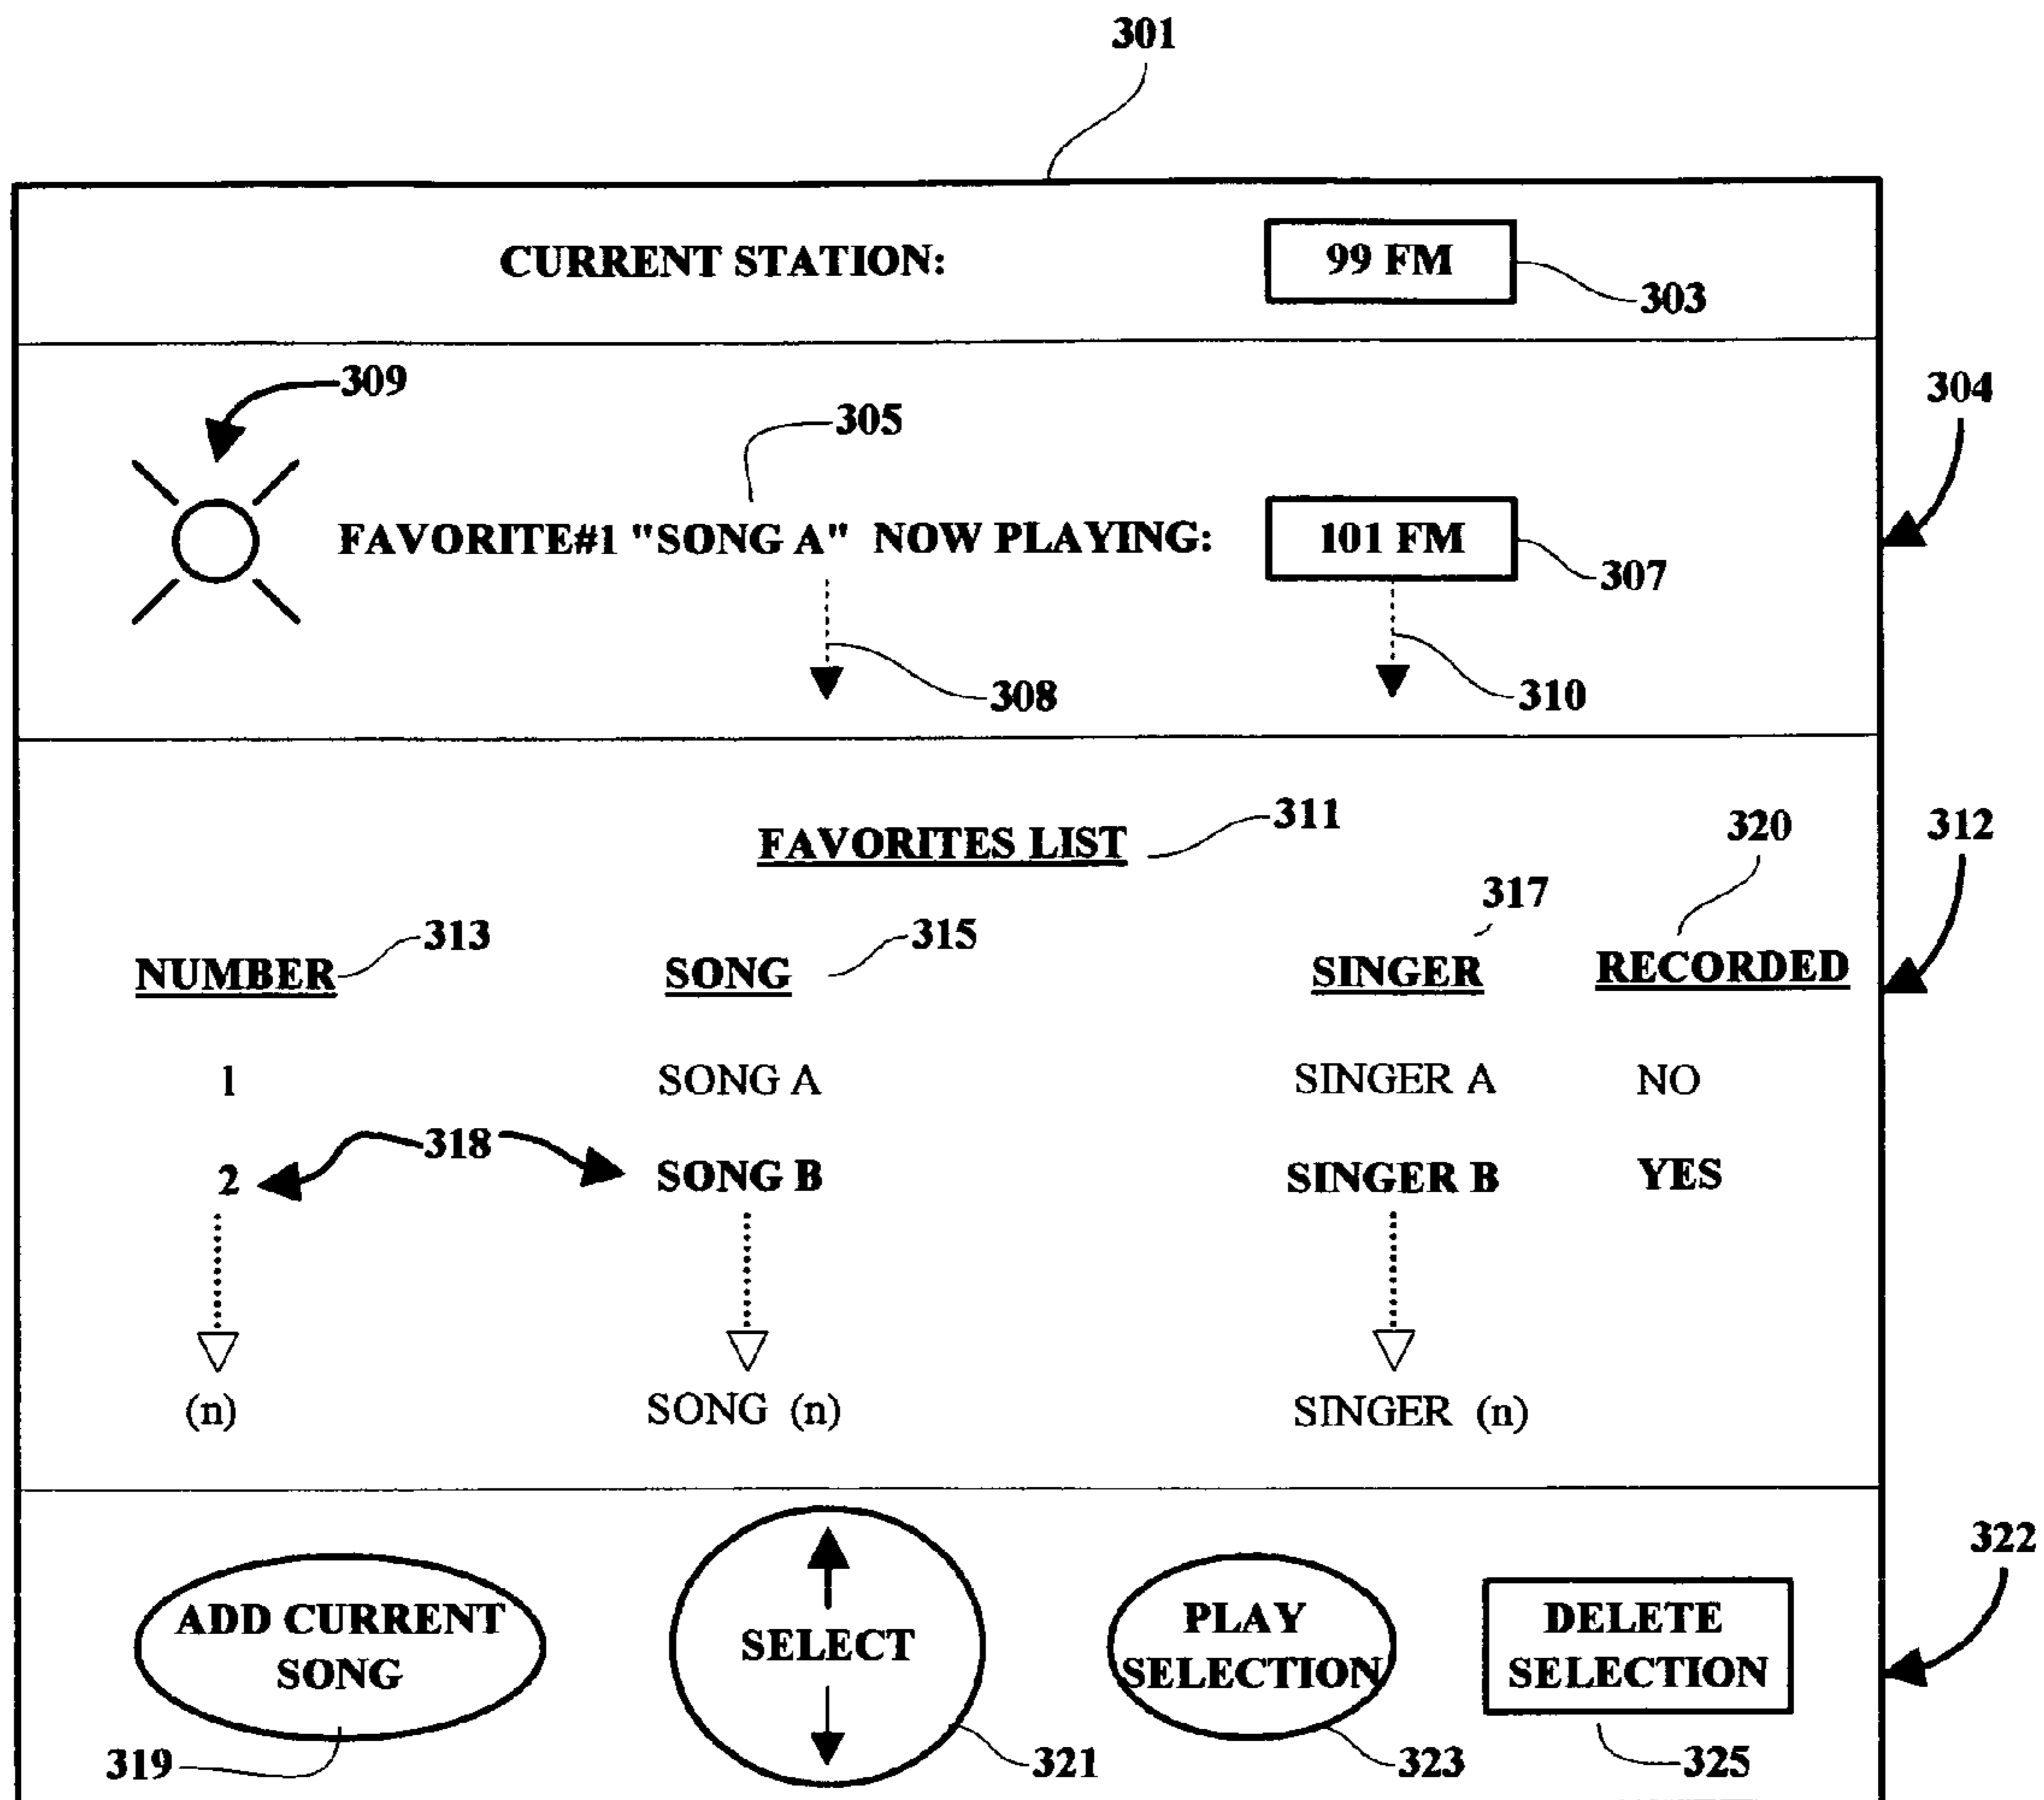 301
CURRENT STATION: 99 FM
303
309
304
305
FAVORITE#1 "SONG A" NOW PLAYING: 101 FM
307
308
310
311
FAVORITES LIST
320
312
317
313
315
NUMBER SONG SINGER RECORDED
1 SONG A SINGER A NO
318
2 SONG B SINGER B YES
(n) SONG (n) SINGER (n)
322
ADD CURRENT SONG
SELECT
PLAY SELECTION
DELETE SELECTION
319
321
323
325